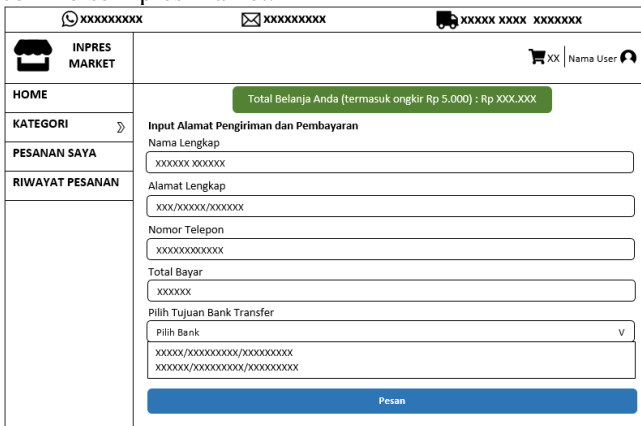 XXXXXXXXX XXXXXXXXX XXXXX XXXX XXXXXXX
INPRES
MARKET
XX Nama User
HOME
KATEGORI
PESANAN SAYA
RIWAYAT PESANAN
Total Belanja Anda (termasuk ongkir Rp 5.000) : Rp XXX.XXX
Input Alamat Pengiriman dan Pembayaran
Nama Lengkap
XXXXXX XXXXXX
Alamat Lengkap
XXX/XXXXX/XXXXXX
Nomor Telepon
XXXXXXXXXXXX
Total Bayar
XXXXXX
Pilih Tujuan Bank Transfer
Pilih Bank V
XXXXX/XXXXXXXXX/XXXXXXXXX
XXXXXX/XXXXXXXXX/XXXXXXXXX
Pesan